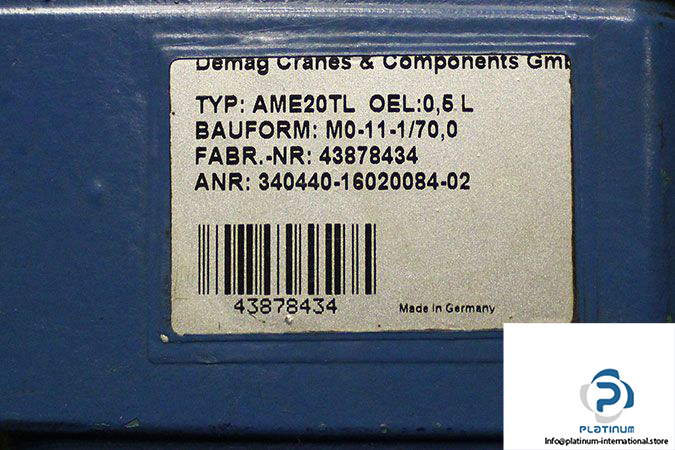 Demag Cranes & Components Gmb
TYP: AME20TL OEL:0,5 L
BAUFORM: M0-11-1/70,0
FABR.-NR: 43878434
ANR: 340440-16020084-02
43878434
Made in Germany
PLATINUM
Info@platinum-international.store